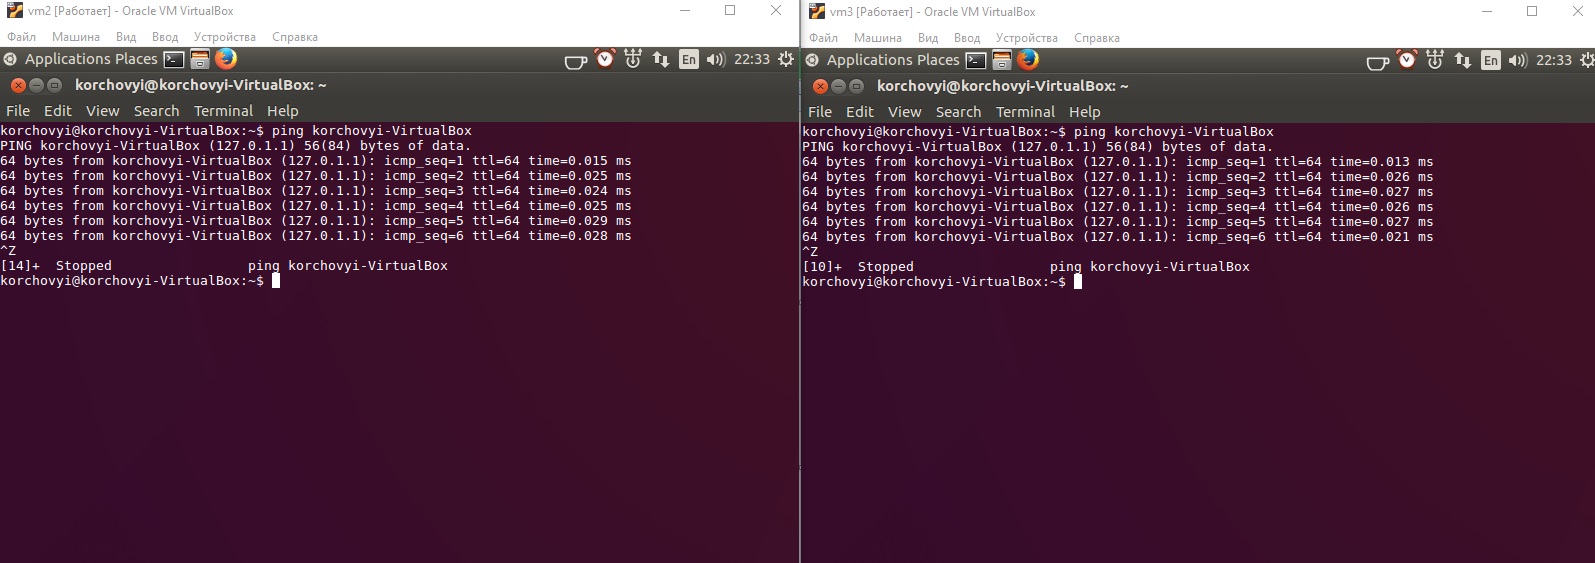 vm2 [Работает] - Oracle VM VirtualBox
Файл Машина Вид Ввод Устройства Справка
Applications Places En 22:33
korchovyi@korchovyi-VirtualBox: ~
File Edit View Search Terminal Help
korchovyi@korchovyi-VirtualBox:~$ ping korchovyi-VirtualBox
PING korchovyi-VirtualBox (127.0.1.1) 56(84) bytes of data.
64 bytes from korchovyi-VirtualBox (127.0.1.1): icmp_seq=1 ttl=64 time=0.015 ms
64 bytes from korchovyi-VirtualBox (127.0.1.1): icmp_seq=2 ttl=64 time=0.025 ms
64 bytes from korchovyi-VirtualBox (127.0.1.1): icmp_seq=3 ttl=64 time=0.024 ms
64 bytes from korchovyi-VirtualBox (127.0.1.1): icmp_seq=4 ttl=64 time=0.025 ms
64 bytes from korchovyi-VirtualBox (127.0.1.1): icmp_seq=5 ttl=64 time=0.029 ms
64 bytes from korchovyi-VirtualBox (127.0.1.1): icmp_seq=6 ttl=64 time=0.028 ms
^Z
[14]+  Stopped                 ping korchovyi-VirtualBox
korchovyi@korchovyi-VirtualBox:~$
vm3 [Работает] - Oracle VM VirtualBox
Файл Машина Вид Ввод Устройства Справка
Applications Places En 22:33
korchovyi@korchovyi-VirtualBox: ~
File Edit View Search Terminal Help
korchovyi@korchovyi-VirtualBox:~$ ping korchovyi-VirtualBox
PING korchovyi-VirtualBox (127.0.1.1) 56(84) bytes of data.
64 bytes from korchovyi-VirtualBox (127.0.1.1): icmp_seq=1 ttl=64 time=0.013 ms
64 bytes from korchovyi-VirtualBox (127.0.1.1): icmp_seq=2 ttl=64 time=0.026 ms
64 bytes from korchovyi-VirtualBox (127.0.1.1): icmp_seq=3 ttl=64 time=0.027 ms
64 bytes from korchovyi-VirtualBox (127.0.1.1): icmp_seq=4 ttl=64 time=0.026 ms
64 bytes from korchovyi-VirtualBox (127.0.1.1): icmp_seq=5 ttl=64 time=0.027 ms
64 bytes from korchovyi-VirtualBox (127.0.1.1): icmp_seq=6 ttl=64 time=0.021 ms
^Z
[10]+  Stopped                 ping korchovyi-VirtualBox
korchovyi@korchovyi-VirtualBox:~$